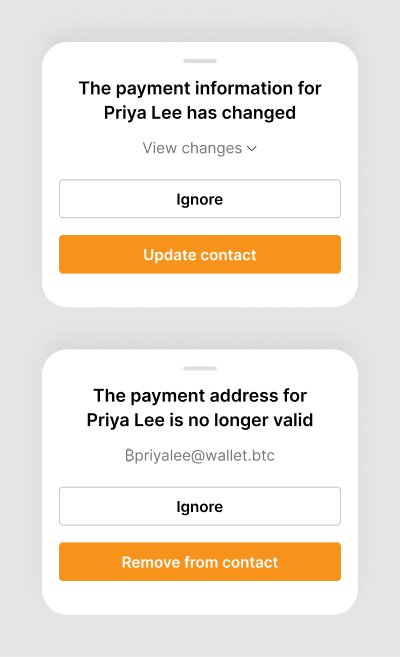 The payment information for
Priya Lee has changed
View changes
Ignore
Update contact
The payment address for
Priya Lee is no longer valid
₿priyalee@wallet.btc
Ignore
Remove from contact